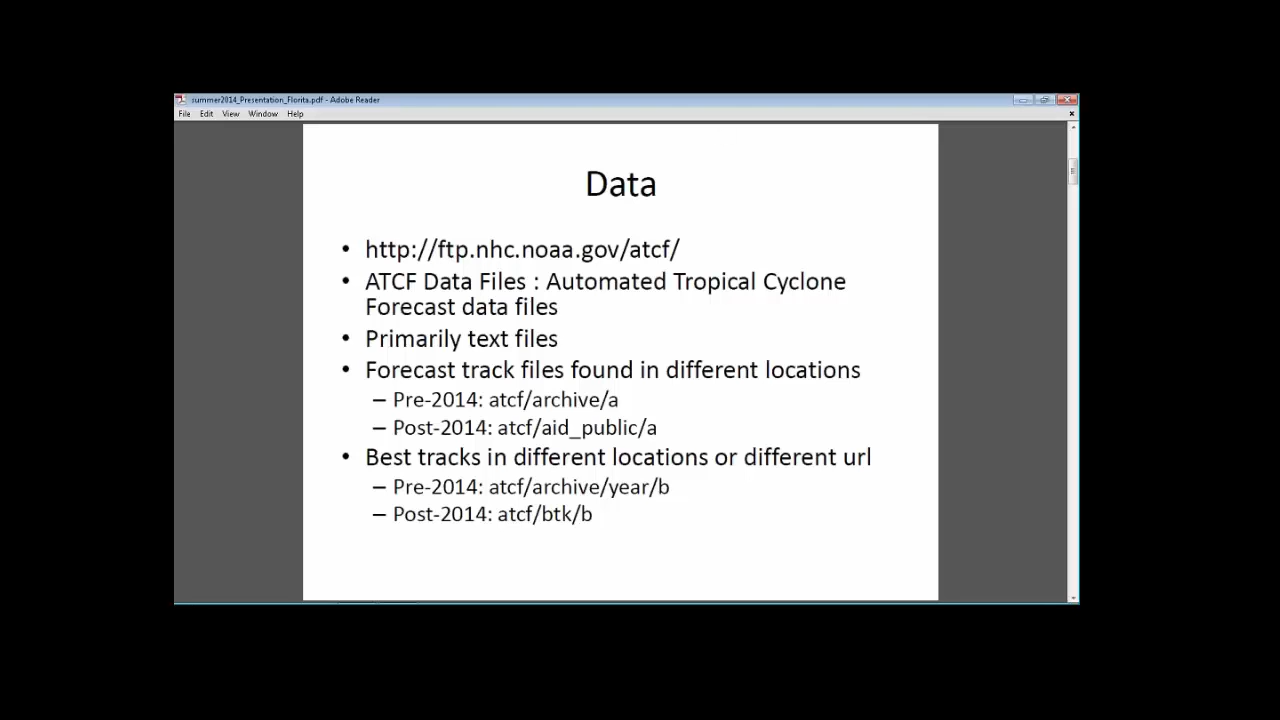 summer2014_Presentation_Florita.pdf - Adobe Reader
File Edit View Window Help
Data
• http://ftp.nhc.noaa.gov/atcf/
• ATCF Data Files : Automated Tropical Cyclone
Forecast data files
• Primarily text files
• Forecast track files found in different locations
– Pre-2014: atcf/archive/a
– Post-2014: atcf/aid_public/a
• Best tracks in different locations or different url
– Pre-2014: atcf/archive/year/b
– Post-2014: atcf/btk/b